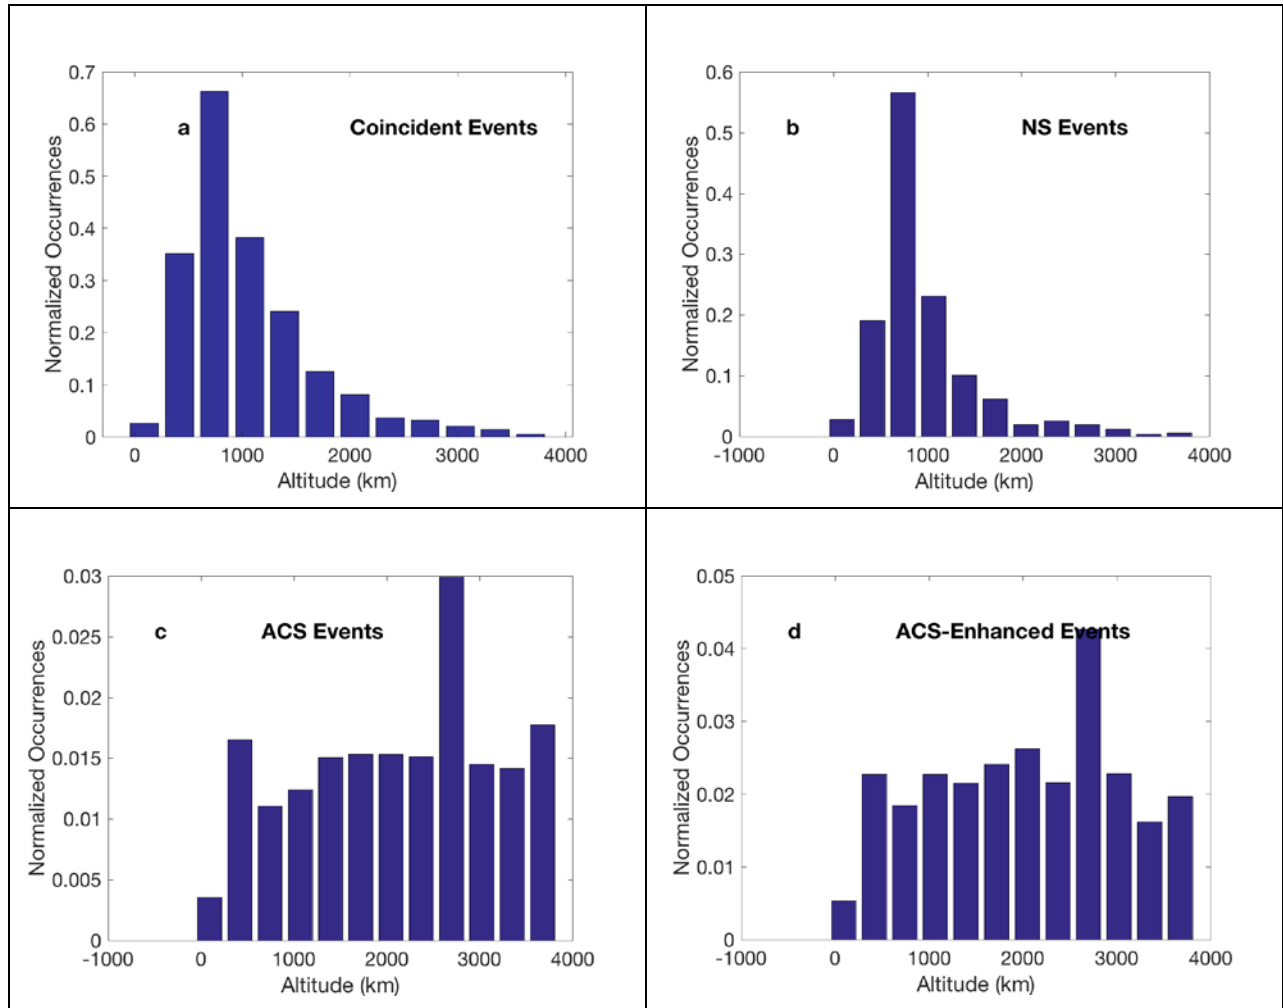 0.7
0.6
0.5
0.4
0.3
0.2
0.1
0
a
Coincident Events
Normalized Occurrences
0 1000 2000 3000 4000
Altitude (km)
0.6
0.5
0.4
0.3
0.2
0.1
0
b
NS Events
Normalized Occurrences
-1000 0 1000 2000 3000 4000
Altitude (km)
0.03
0.025
0.02
0.015
0.01
0.005
0
c
ACS Events
Normalized Occurrences
-1000 0 1000 2000 3000 4000
Altitude (km)
0.05
0.04
0.03
0.02
0.01
0
d
ACS-Enhanced Events
Normalized Occurrences
-1000 0 1000 2000 3000 4000
Altitude (km)